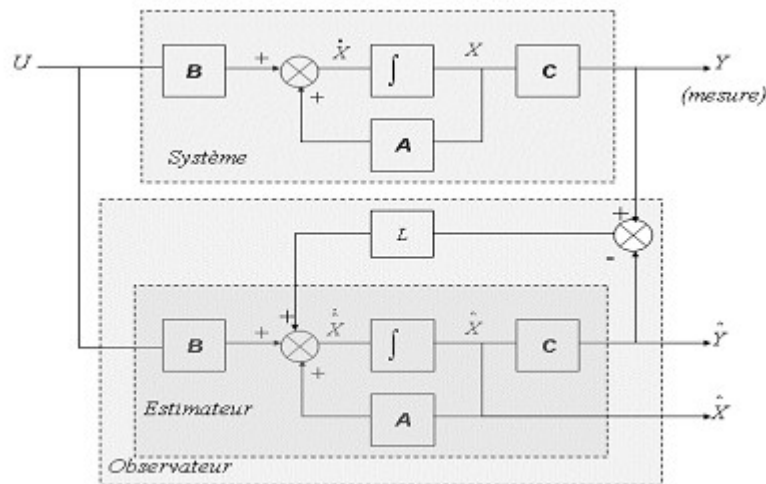 U
B
+
+
Ẋ
∫
X
C
Y
(mesure)
A
Système
+
-
L
+
B
+
+
X̂̇
∫
X̂
C
Ŷ
A
X̂
Estimateur
Observateur